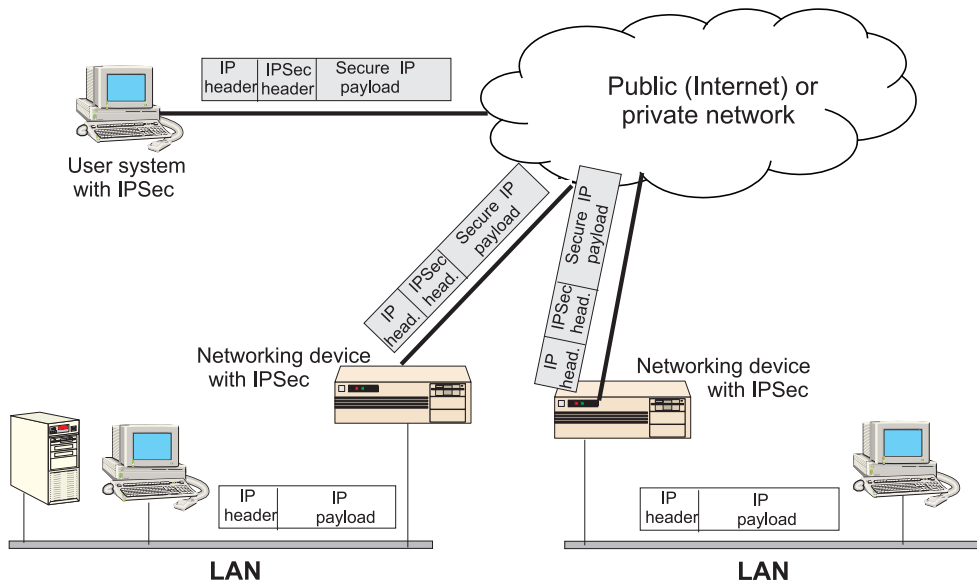 IP header
IPSec header
Secure IP payload
Public (Internet) or
private network
User system
with IPSec
IP head.
IPSec head.
Secure IP payload
IP head.
IPSec head.
Secure IP payload
Networking device
with IPSec
Networking device
with IPSec
IP header
IP payload
IP header
IP payload
LAN
LAN